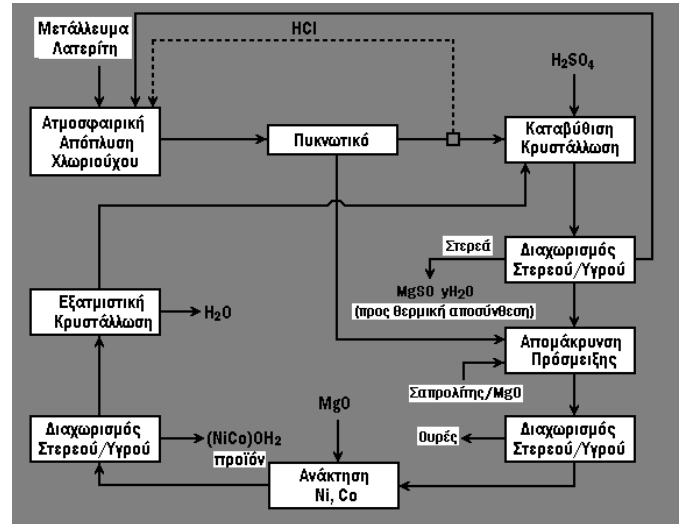 Μετάλλευμα
Λατερίτη
HCl
H₂SO₄
Ατμοσφαιρική
Απόπλυση
Χλωριούχου
Πυκνωτικό
Καταβύθιση
Κρυστάλλωση
Στερεά
Διαχωρισμός
Στερεού/Υγρού
MgSO yH₂O
(προς θερμική αποσύνθεση)
Εξατμιστική
Κρυστάλλωση
H₂O
Απομάκρυνση
Πρόσμειξης
Σαπρολίτης/MgO
MgO
Διαχωρισμός
Στερεού/Υγρού
(NiCo)OH₂
προϊόν
Ουρές
Διαχωρισμός
Στερεού/Υγρού
Ανάκτηση
Ni, Co